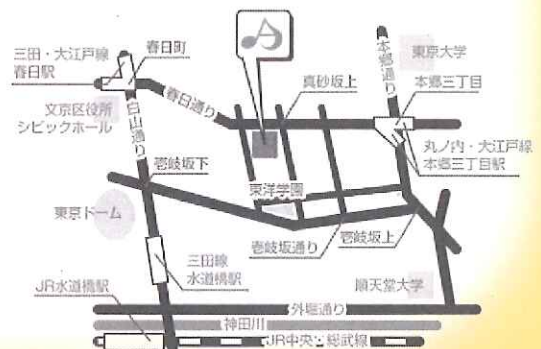 三田・大江戸線
春日駅
春日町
文京区役所
シビックホール
白山通り
春日通り
真砂坂上
本郷通り
東京大学
本郷三丁目
丸ノ内・大江戸線
本郷三丁目駅
壱岐坂下
東洋学園
東京ドーム
三田線
水道橋駅
壱岐坂通り
壱岐坂上
順天堂大学
JR水道橋駅
外堀通り
神田川
JR中央・総武線